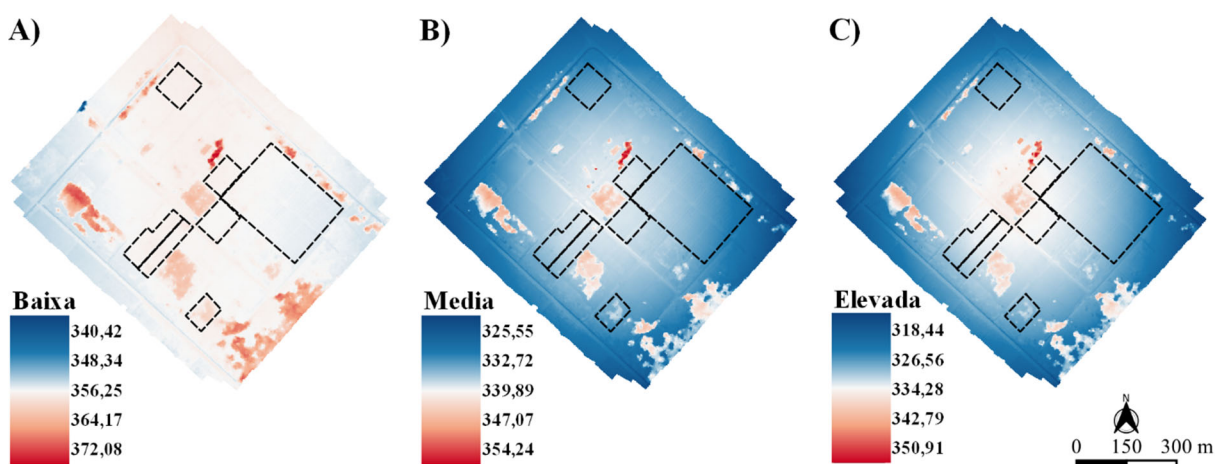 A)
B)
C)
Baixa
340,42
348,34
356,25
364,17
372,08
Media
325,55
332,72
339,89
347,07
354,24
Elevada
318,44
326,56
334,28
342,79
350,91
N
0 150 300 m